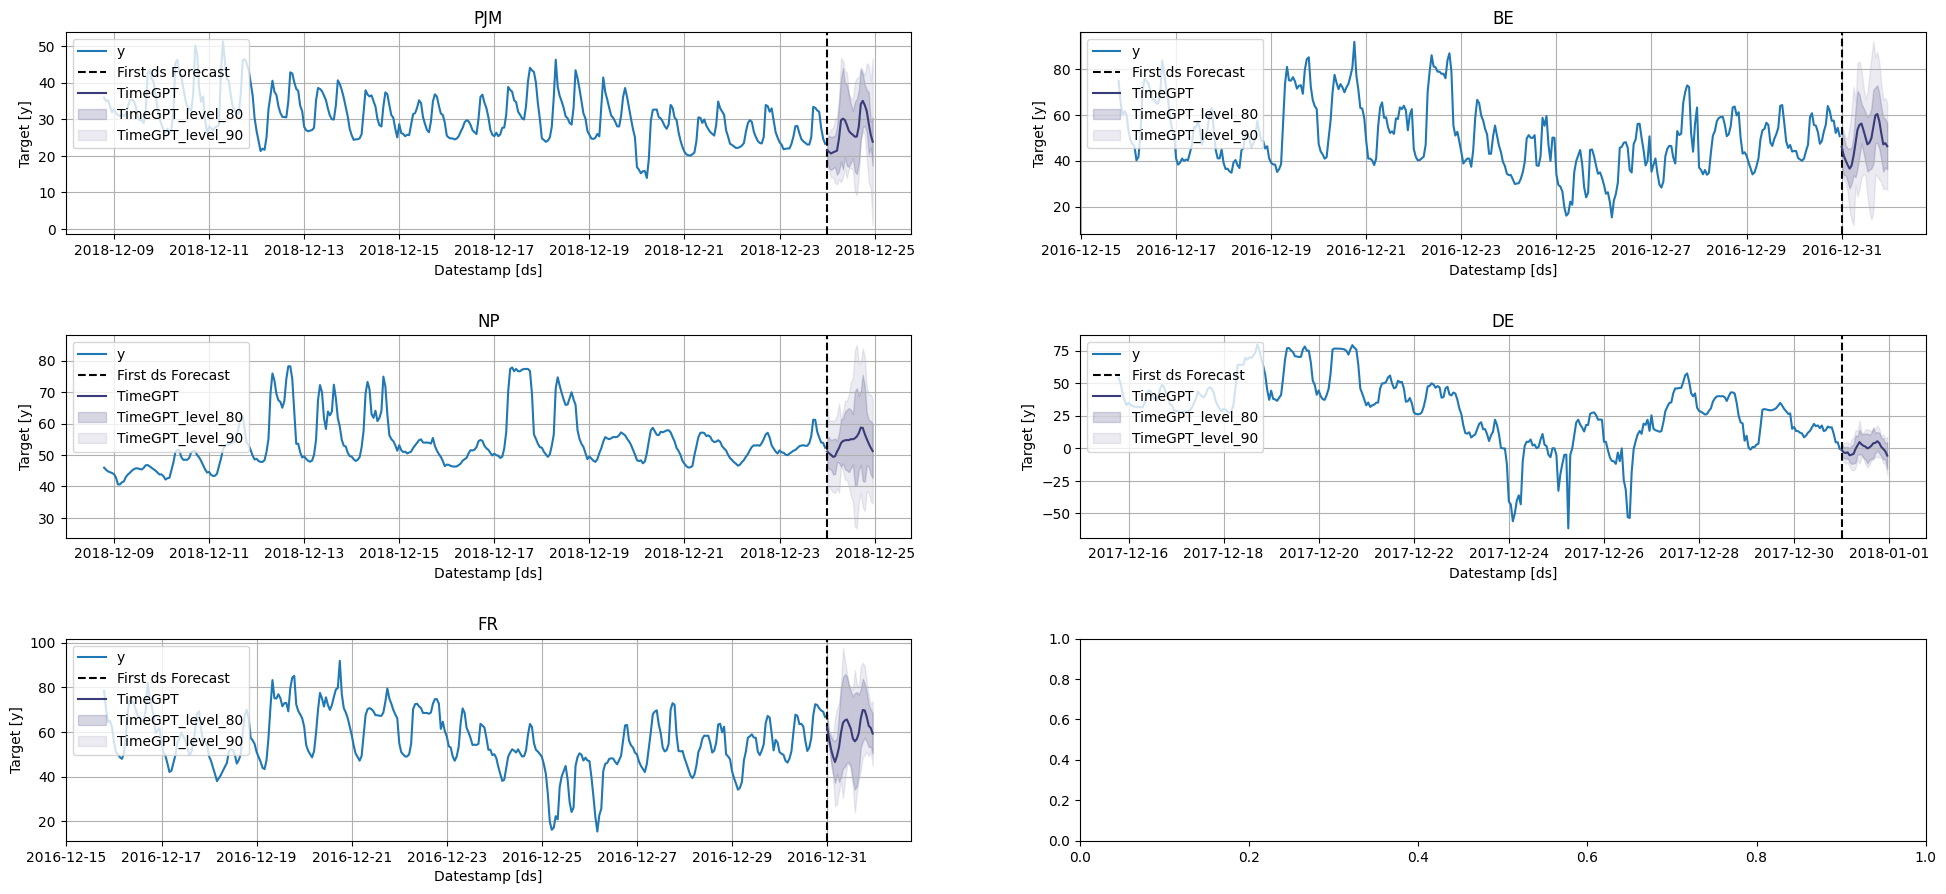 PJM
Target [y]
50
40
30
20
10
0
y
First ds Forecast
TimeGPT
TimeGPT_level_80
TimeGPT_level_90
2018-12-09 2018-12-11 2018-12-13 2018-12-15 2018-12-17 2018-12-19 2018-12-21 2018-12-23 2018-12-25
Datestamp [ds]
BE
Target [y]
80
60
40
20
y
First ds Forecast
TimeGPT
TimeGPT_level_80
TimeGPT_level_90
2016-12-15 2016-12-17 2016-12-19 2016-12-21 2016-12-23 2016-12-25 2016-12-27 2016-12-29 2016-12-31
Datestamp [ds]
NP
Target [y]
80
70
60
50
40
30
y
First ds Forecast
TimeGPT
TimeGPT_level_80
TimeGPT_level_90
2018-12-09 2018-12-11 2018-12-13 2018-12-15 2018-12-17 2018-12-19 2018-12-21 2018-12-23 2018-12-25
Datestamp [ds]
DE
Target [y]
75
50
25
0
−25
−50
y
First ds Forecast
TimeGPT
TimeGPT_level_80
TimeGPT_level_90
2017-12-16 2017-12-18 2017-12-20 2017-12-22 2017-12-24 2017-12-26 2017-12-28 2017-12-30 2018-01-01
Datestamp [ds]
FR
Target [y]
100
80
60
40
20
y
First ds Forecast
TimeGPT
TimeGPT_level_80
TimeGPT_level_90
2016-12-15 2016-12-17 2016-12-19 2016-12-21 2016-12-23 2016-12-25 2016-12-27 2016-12-29 2016-12-31
Datestamp [ds]
1.0
0.8
0.6
0.4
0.2
0.0
0.0 0.2 0.4 0.6 0.8 1.0